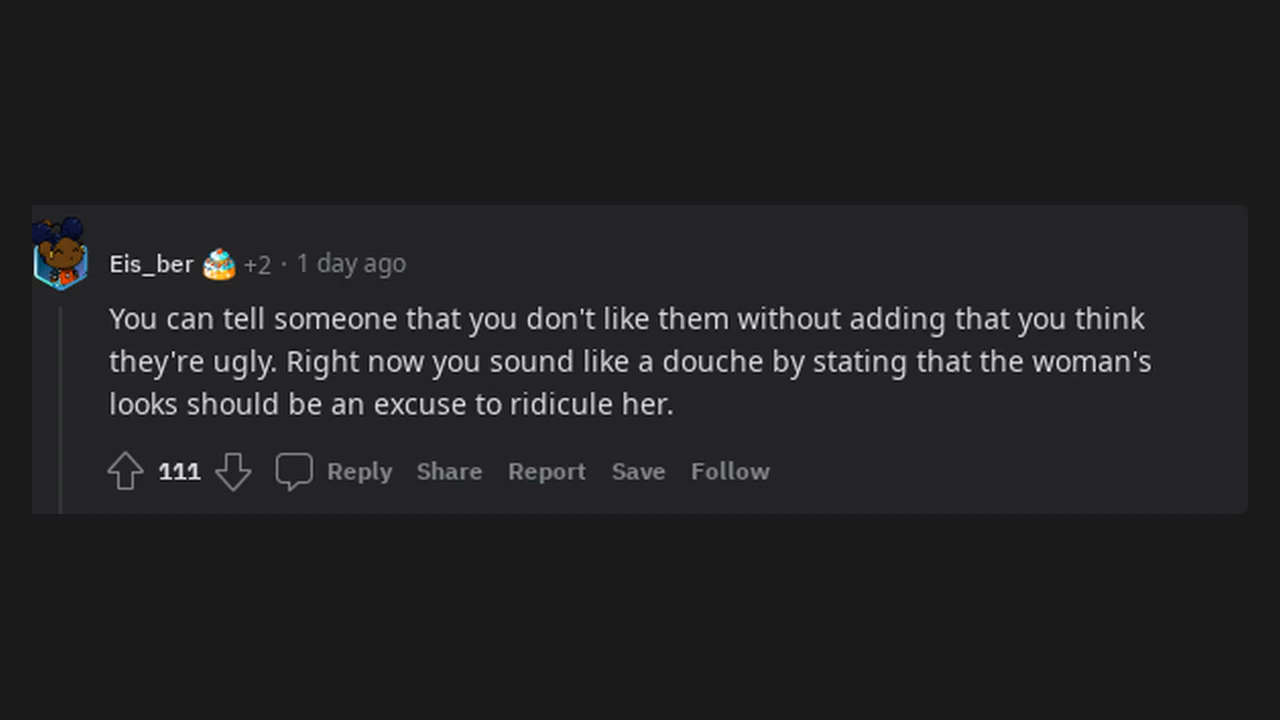 Eis_ber +2 · 1 day ago
You can tell someone that you don't like them without adding that you think
they're ugly. Right now you sound like a douche by stating that the woman's
looks should be an excuse to ridicule her.
111 Reply Share Report Save Follow